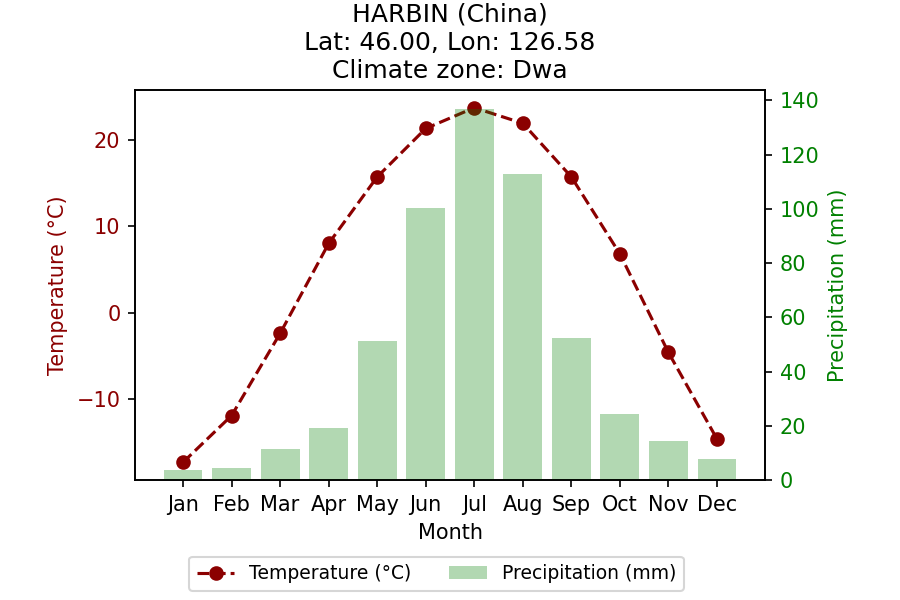 HARBIN (China)
Lat: 46.00, Lon: 126.58
Climate zone: Dwa
Temperature (°C)
20
10
0
−10
140
120
100
80
60
40
20
0
Precipitation (mm)
Jan Feb Mar Apr May Jun Jul Aug Sep Oct Nov Dec
Month
Temperature (°C) Precipitation (mm)